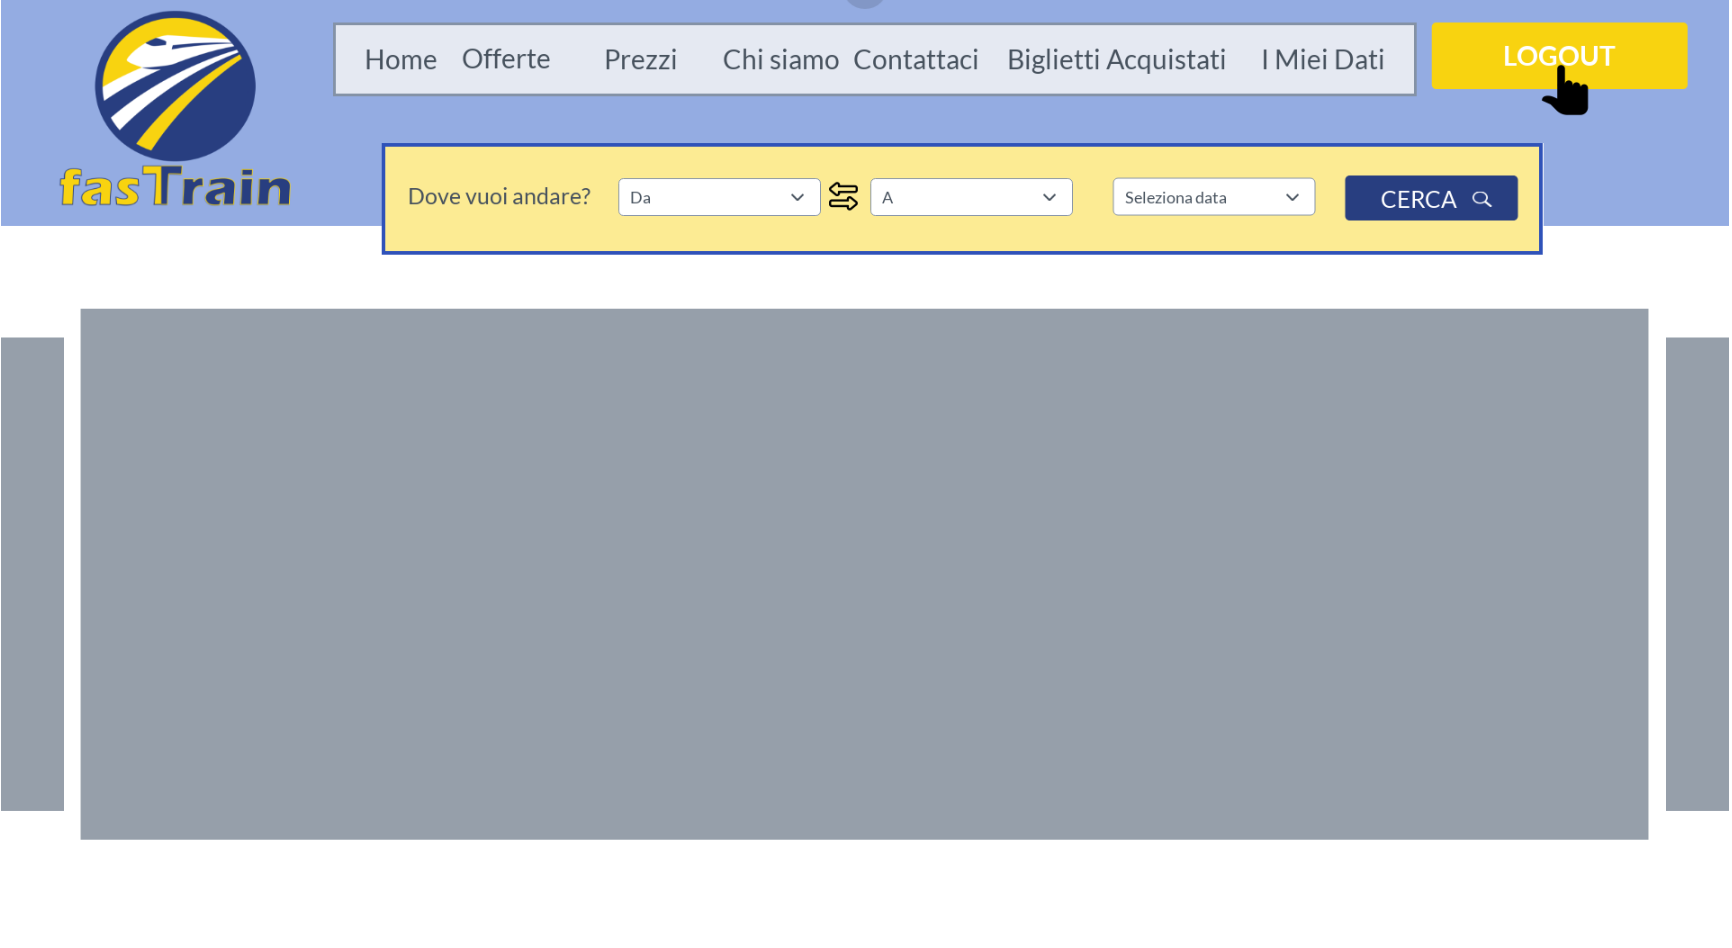 Home Offerte Prezzi Chi siamo Contattaci Biglietti Acquistati I Miei Dati LOGOUT
fasTrain
Dove vuoi andare? Da A Seleziona data CERCA